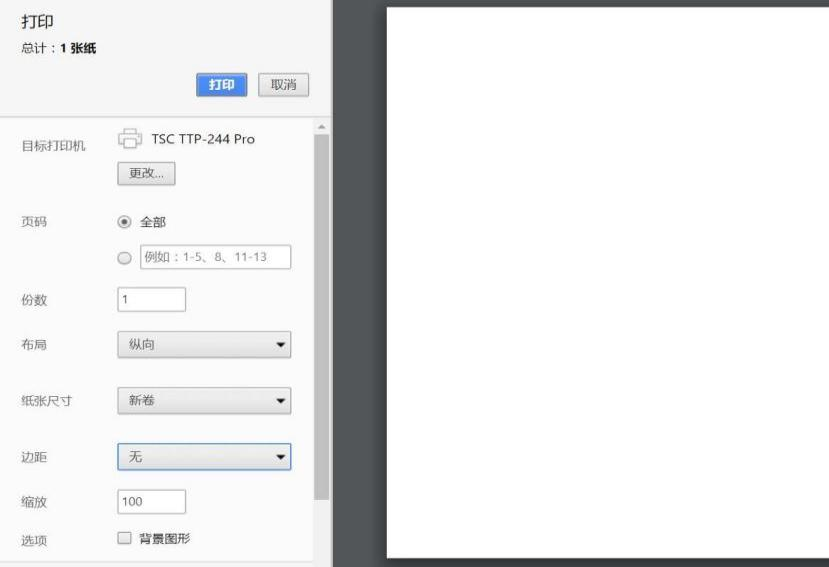 打印
总计：1 张纸
打印 取消
目标打印机 TSC TTP-244 Pro
更改...
页码 全部
例如：1-5、8、11-13
份数 1
布局 纵向
纸张尺寸 新卷
边距 无
缩放 100
选项 背景图形